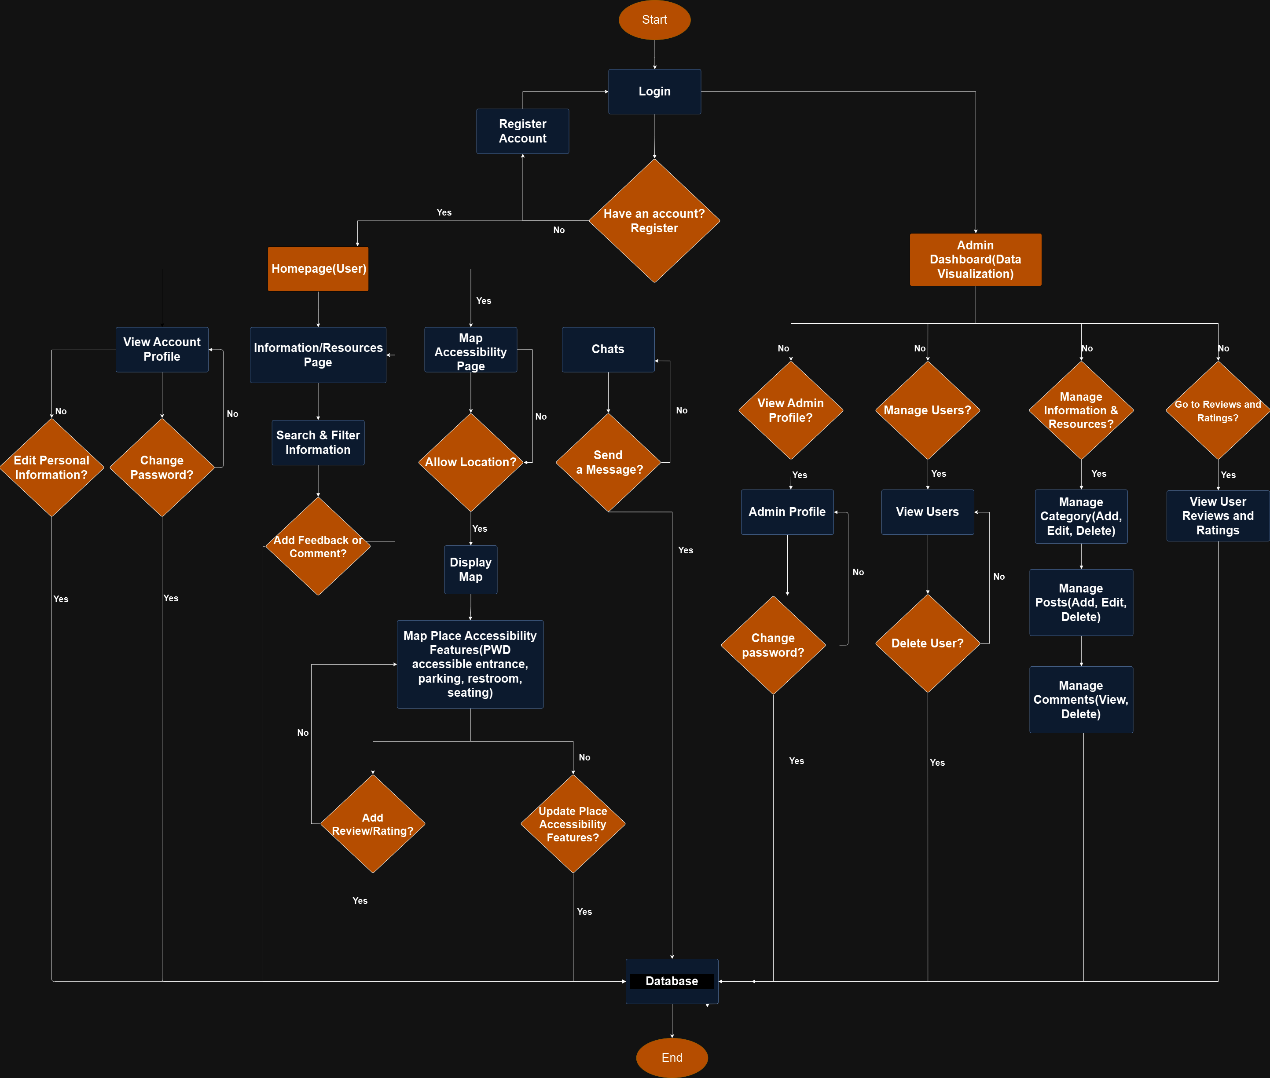 Start
Login
Register
Account
Yes
Have an account?
Register
No
Homepage(User)
Admin
Dashboard(Data
Visualization)
Yes
View Account
Profile
Information/Resources
Page
Map
Accessibility
Page
Chats
No
No
No
No
No
No
No
No
View Admin
Profile?
Manage Users?
Manage
Information &
Resources?
Go to Reviews and
Ratings?
Edit Personal
Information?
Change
Password?
Search & Filter
Information
Allow Location?
Send
a Message?
Yes
Yes
Yes
Yes
Admin Profile
View Users
Manage
Category(Add,
Edit, Delete)
View User
Reviews and
Ratings
Yes
Add Feedback or
Comment?
Yes
Display
Map
No
No
Yes
Yes
Manage
Posts(Add, Edit,
Delete)
Map Place Accessibility
Features(PWD
accessible entrance,
parking, restroom,
seating)
Change
password?
Delete User?
Manage
Comments(View,
Delete)
No
No
Yes
Yes
Add
Review/Rating?
Update Place
Accessibility
Features?
Yes
Yes
Database
End